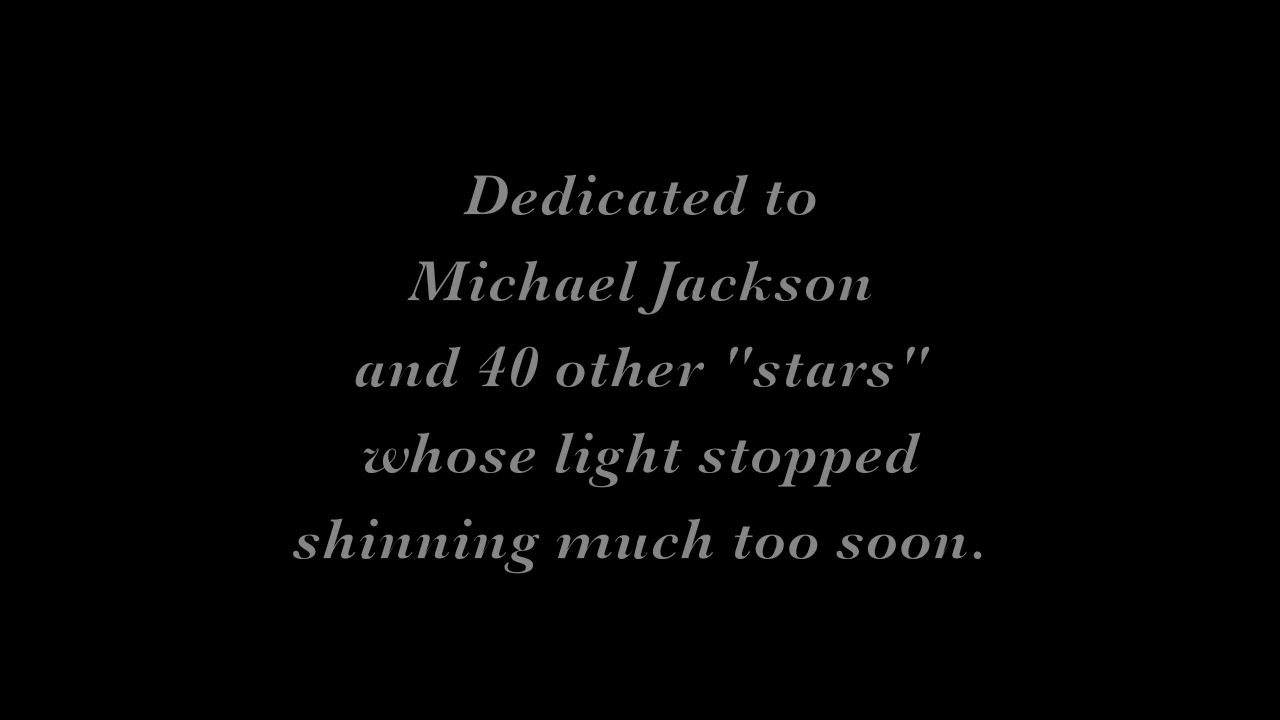 Dedicated to
Michael Jackson
and 40 other "stars"
whose light stopped
shinning much too soon.